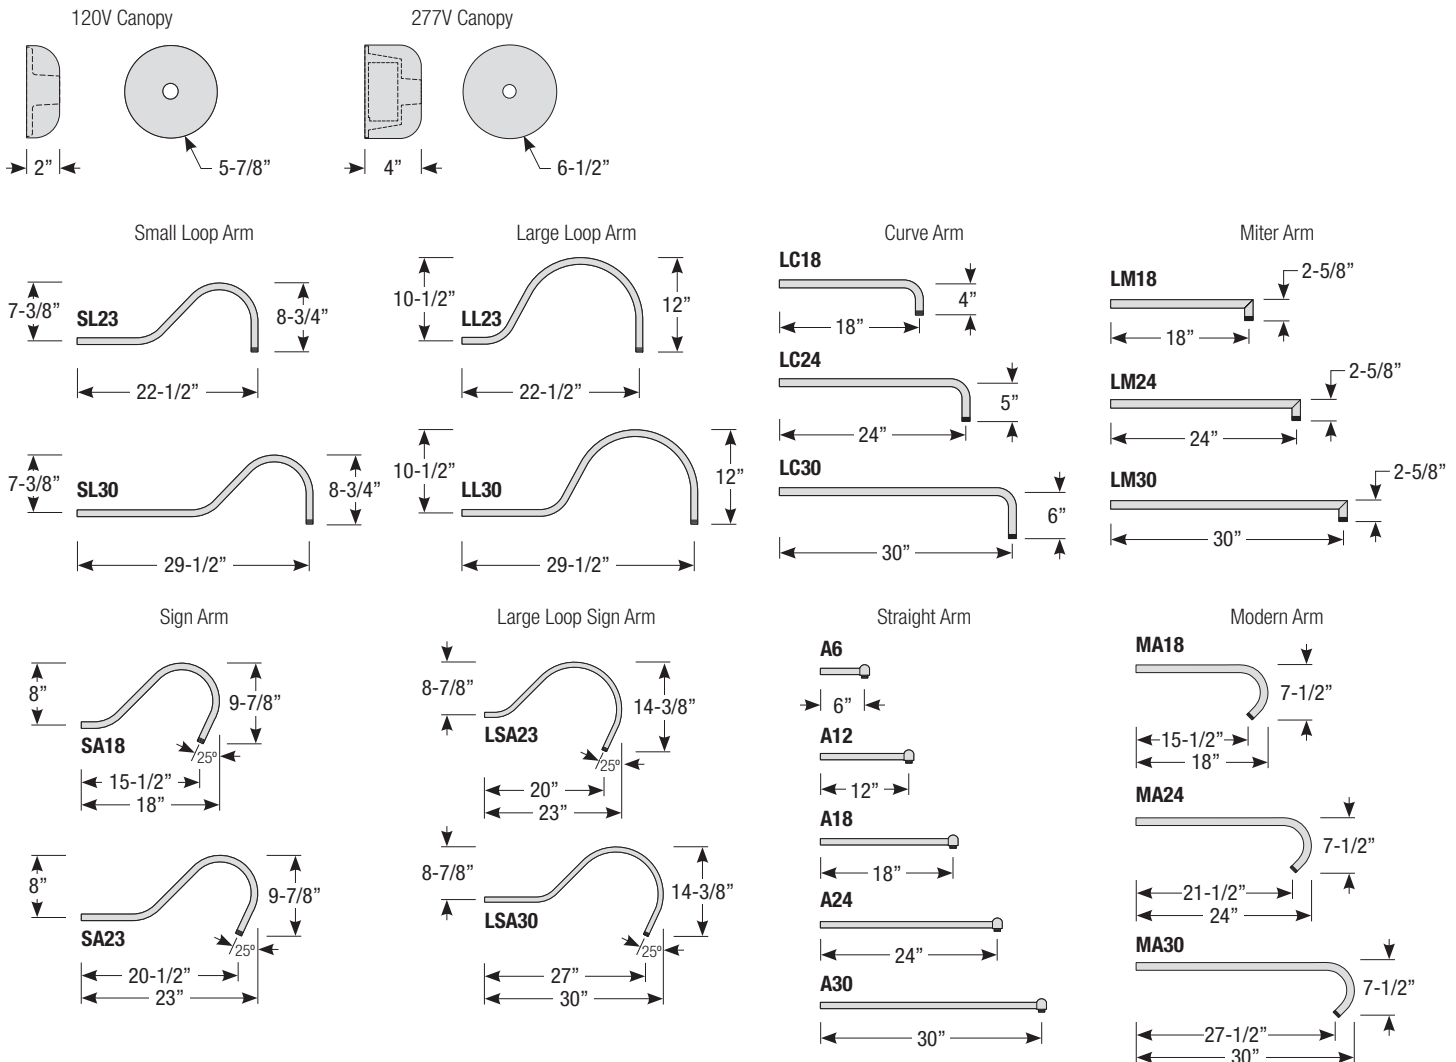 120V Canopy
277V Canopy
2”
5-7/8”
4”
6-1/2”
Small Loop Arm
7-3/8”
SL23
8-3/4”
22-1/2”
7-3/8”
SL30
8-3/4”
29-1/2”
Large Loop Arm
10-1/2”
LL23
12”
22-1/2”
10-1/2”
LL30
12”
29-1/2”
Curve Arm
LC18
4”
18”
LC24
5”
24”
LC30
6”
30”
Miter Arm
LM18
2-5/8”
18”
LM24
2-5/8”
24”
LM30
2-5/8”
30”
Sign Arm
8”
SA18
9-7/8”
25º
15-1/2”
18”
8”
SA23
9-7/8”
25º
20-1/2”
23”
Large Loop Sign Arm
8-7/8”
LSA23
14-3/8”
25º
20”
23”
8-7/8”
LSA30
14-3/8”
25º
27”
30”
Straight Arm
A6
6”
A12
12”
A18
18”
A24
24”
A30
30”
Modern Arm
MA18
7-1/2”
15-1/2”
18”
MA24
7-1/2”
21-1/2”
24”
MA30
7-1/2”
27-1/2”
30”